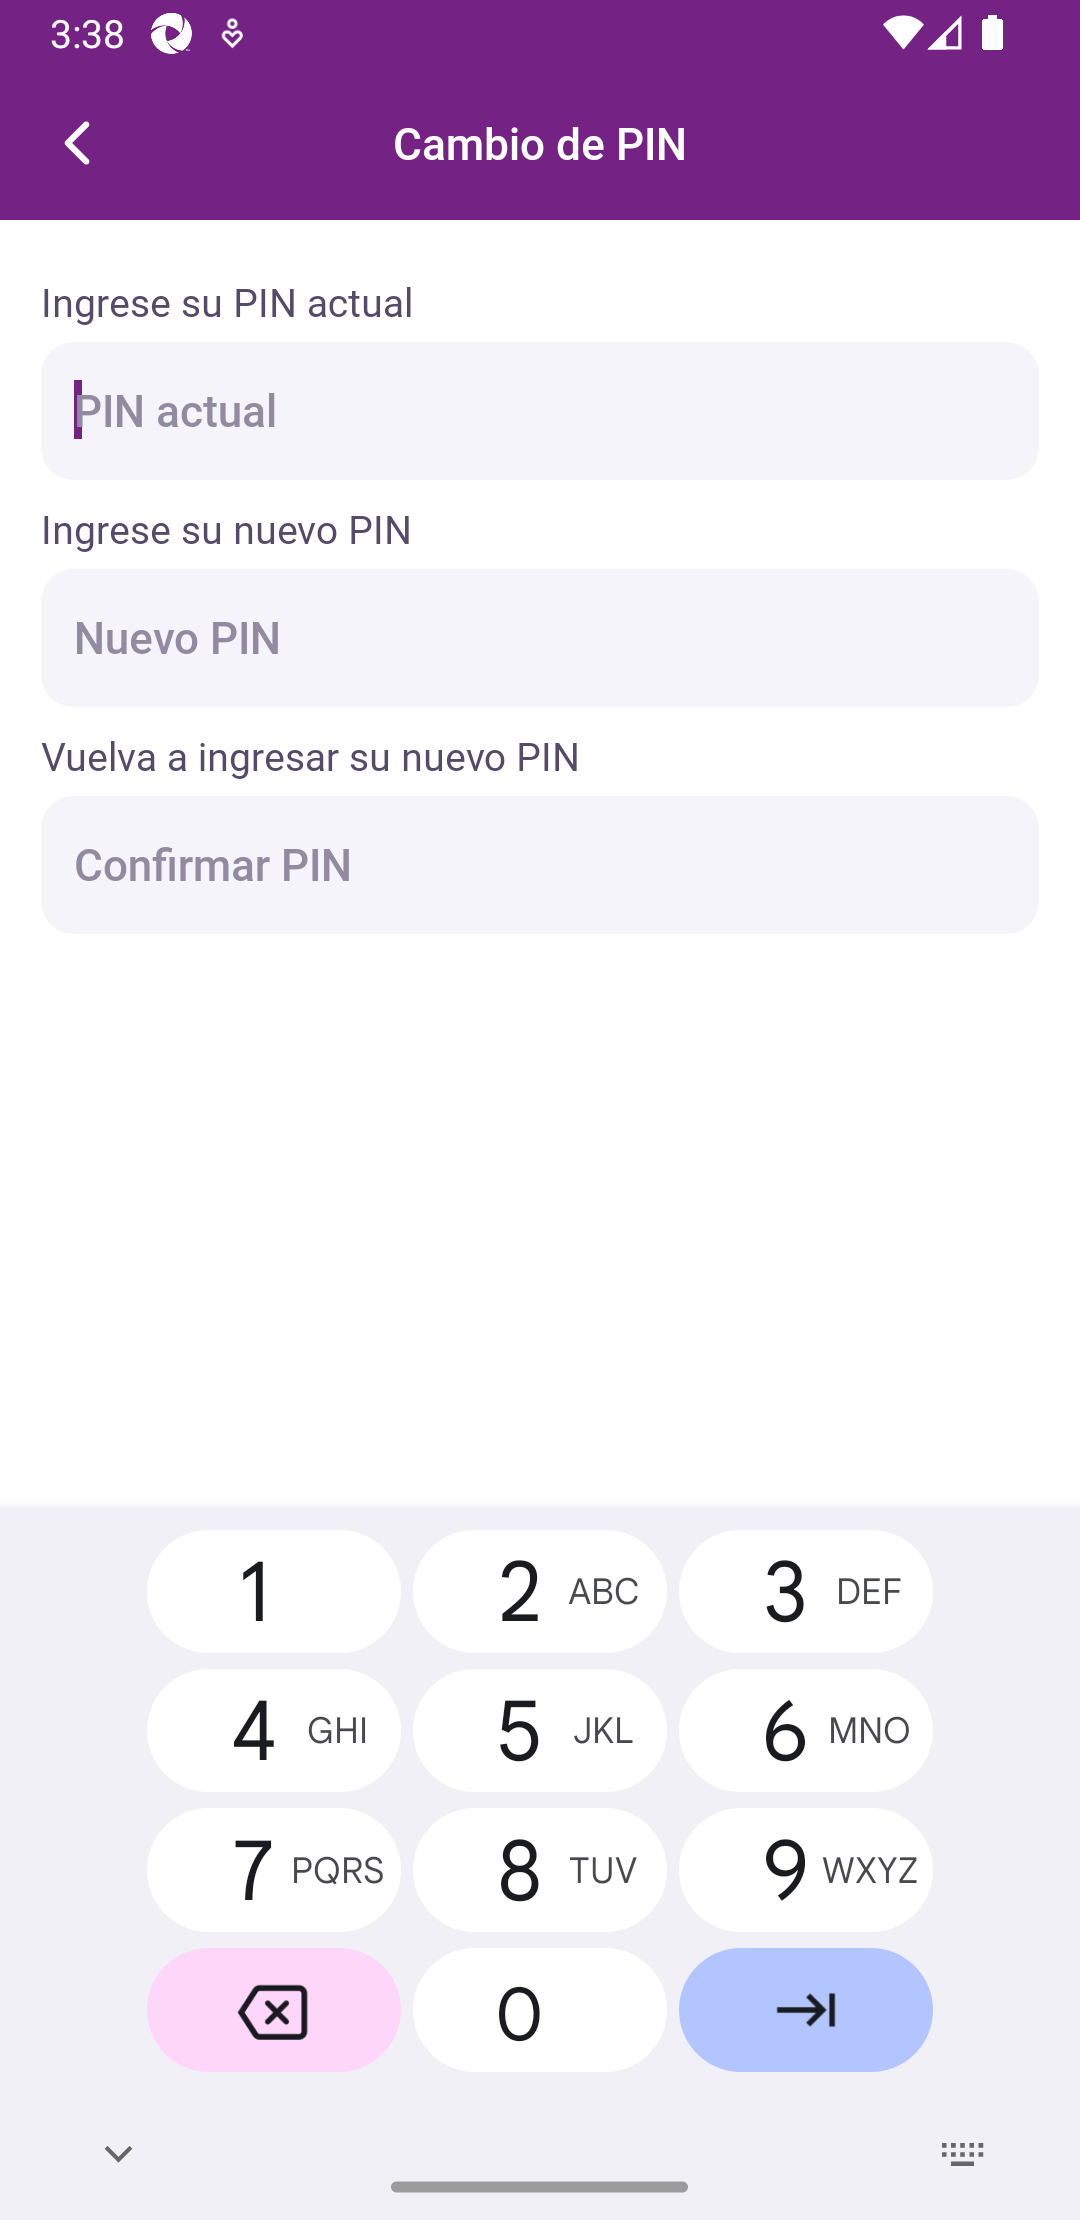 3:38
Cambio de PIN
Ingrese su PIN actual
PIN actual
Ingrese su nuevo PIN
Nuevo PIN
Vuelva a ingresar su nuevo PIN
Confirmar PIN
1 2 ABC 3 DEF
4 GHI 5 JKL 6 MNO
7 PQRS 8 TUV 9 WXYZ
0